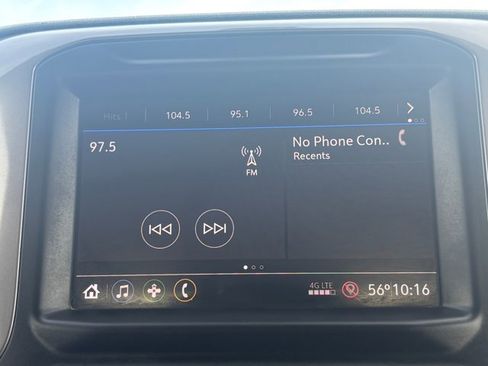 Hits 1 104.5 95.1 96.5 104.5
97.5 No Phone Con..
Recents
FM
4G LTE 56° 10:16